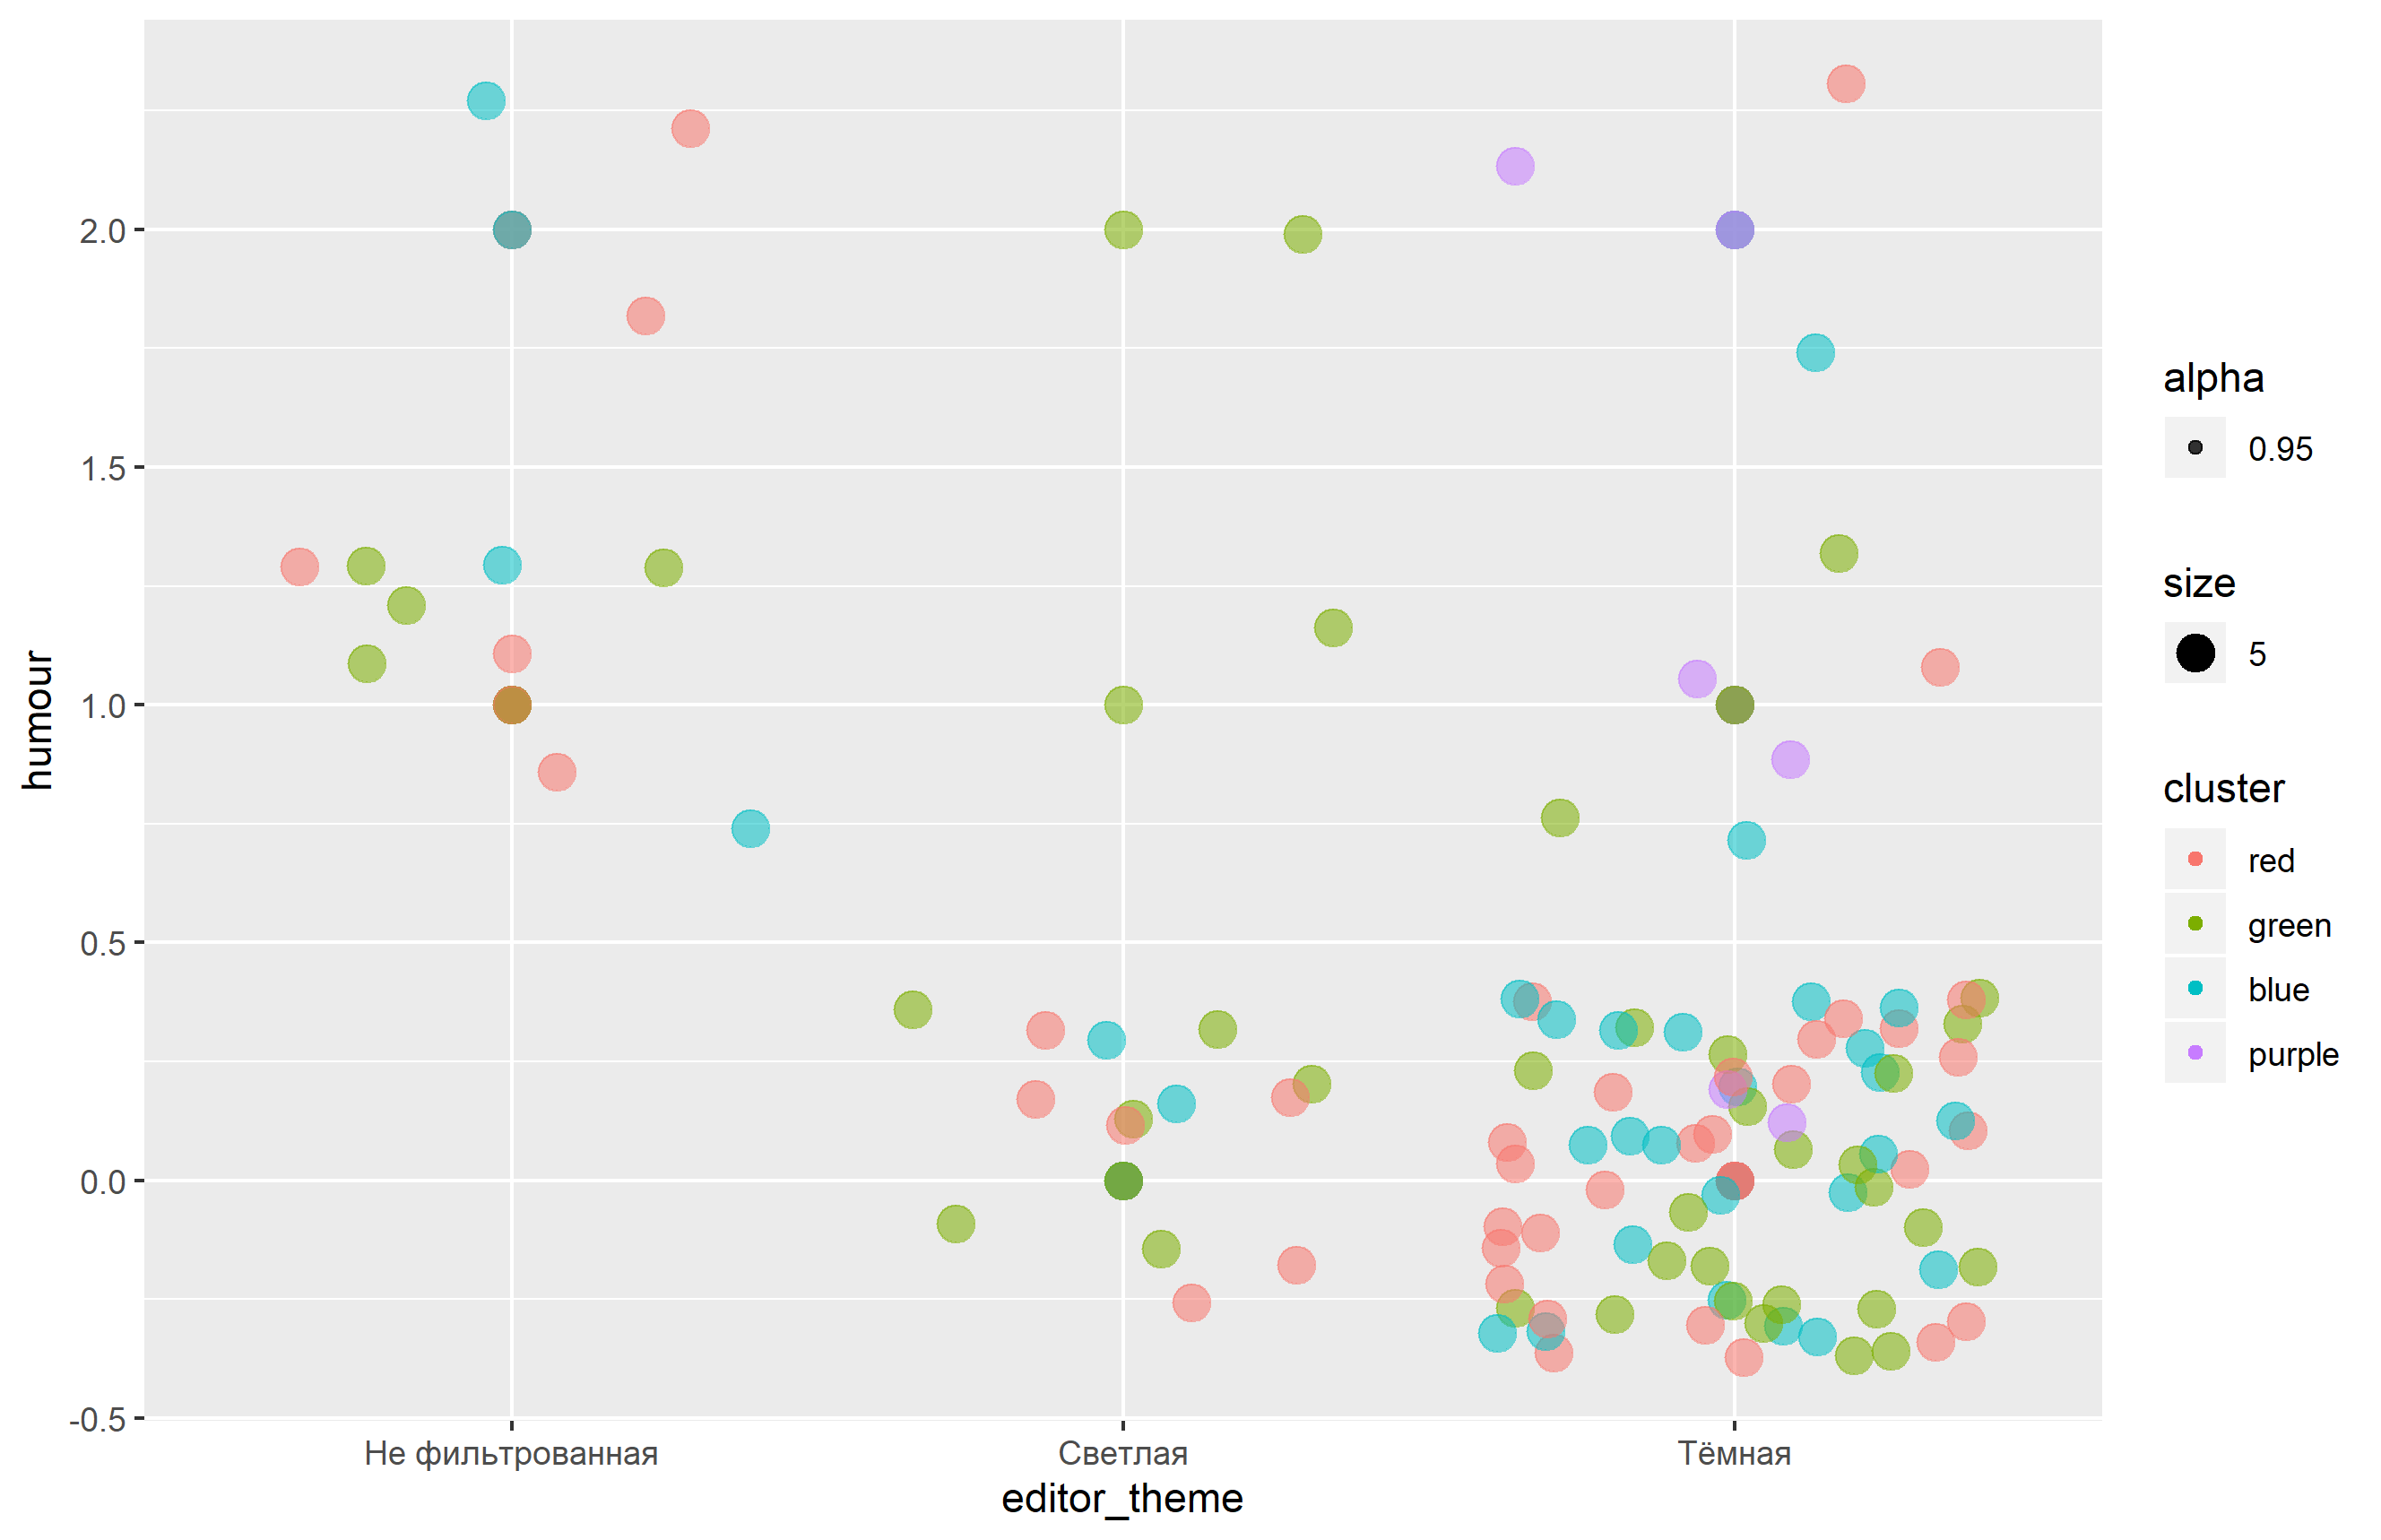 humour
2.0
1.5
1.0
0.5
0.0
-0.5
Не фильтрованная
Светлая
Тёмная
editor_theme
alpha
0.95
size
5
cluster
red
green
blue
purple